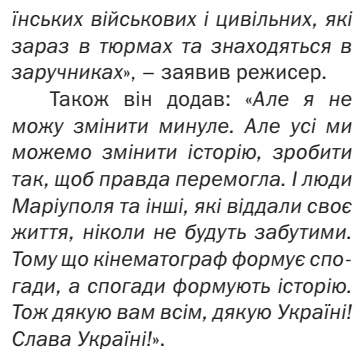 їнських військових і цивільних, які
зараз в тюрмах та знаходяться в
заручниках», – заявив режисер.
Також він додав: «Але я не
можу змінити минуле. Але усі ми
можемо змінити історію, зробити
так, щоб правда перемогла. І люди
Маріуполя та інші, які віддали своє
життя, ніколи не будуть забутими.
Тому що кінематограф формує спо-
гади, а спогади формують історію.
Тож дякую вам всім, дякую Україні!
Слава Україні!».